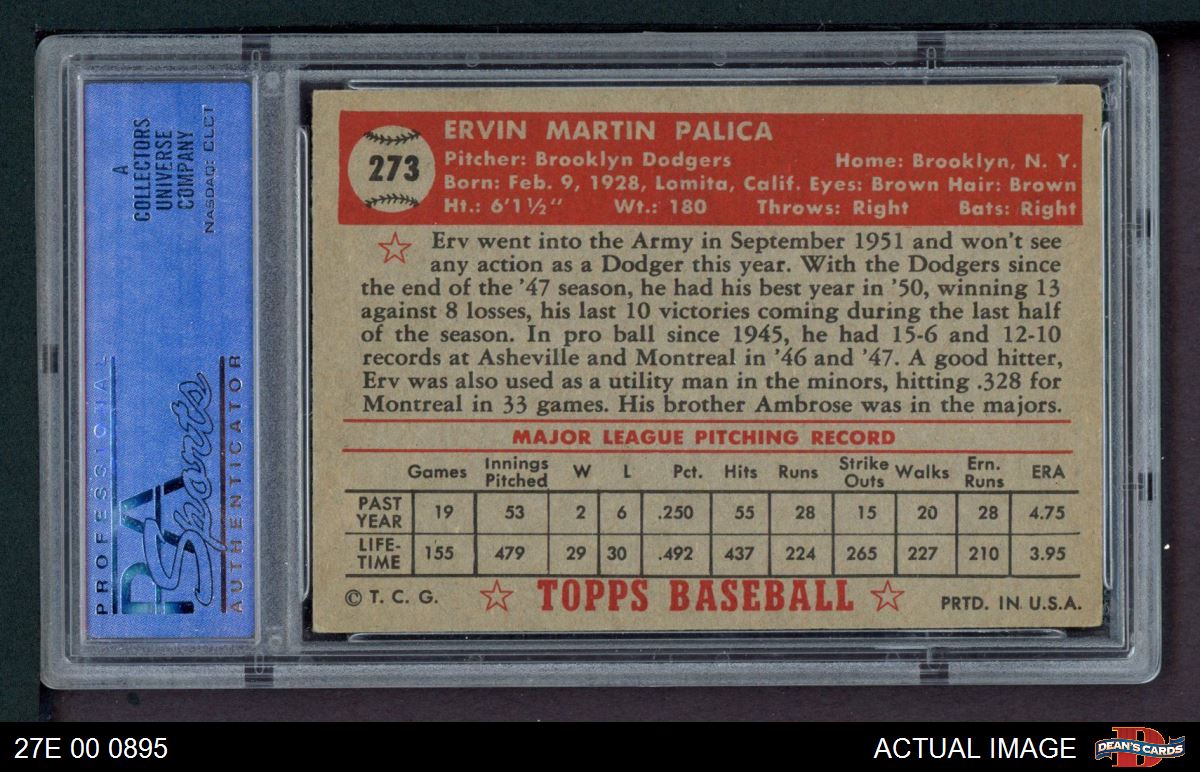 A
COLLECTORS
UNIVERSE
COMPANY
NASDAQ: CLCT
PROFESSIONAL
PSA
Sports
AUTHENTICATOR
273
ERVIN MARTIN PALICA
Pitcher: Brooklyn Dodgers Home: Brooklyn, N. Y.
Born: Feb. 9, 1928, Lomita, Calif. Eyes: Brown Hair: Brown
Ht.: 6'1½" Wt.: 180 Throws: Right Bats: Right
Erv went into the Army in September 1951 and won't see
any action as a Dodger this year. With the Dodgers since
the end of the '47 season, he had his best year in '50, winning 13
against 8 losses, his last 10 victories coming during the last half
of the season. In pro ball since 1945, he had 15-6 and 12-10
records at Asheville and Montreal in '46 and '47. A good hitter,
Erv was also used as a utility man in the minors, hitting .328 for
Montreal in 33 games. His brother Ambrose was in the majors.
MAJOR LEAGUE PITCHING RECORD
Games Innings Pitched W L Pct. Hits Runs Strike Outs Walks Ern. Runs ERA
PAST YEAR 19 53 2 6 .250 55 28 15 20 28 4.75
LIFE-TIME 155 479 29 30 .492 437 224 265 227 210 3.95
© T. C. G. TOPPS BASEBALL PRTD. IN U.S.A.
27E 00 0895 ACTUAL IMAGE
D
DEAN'S CARDS